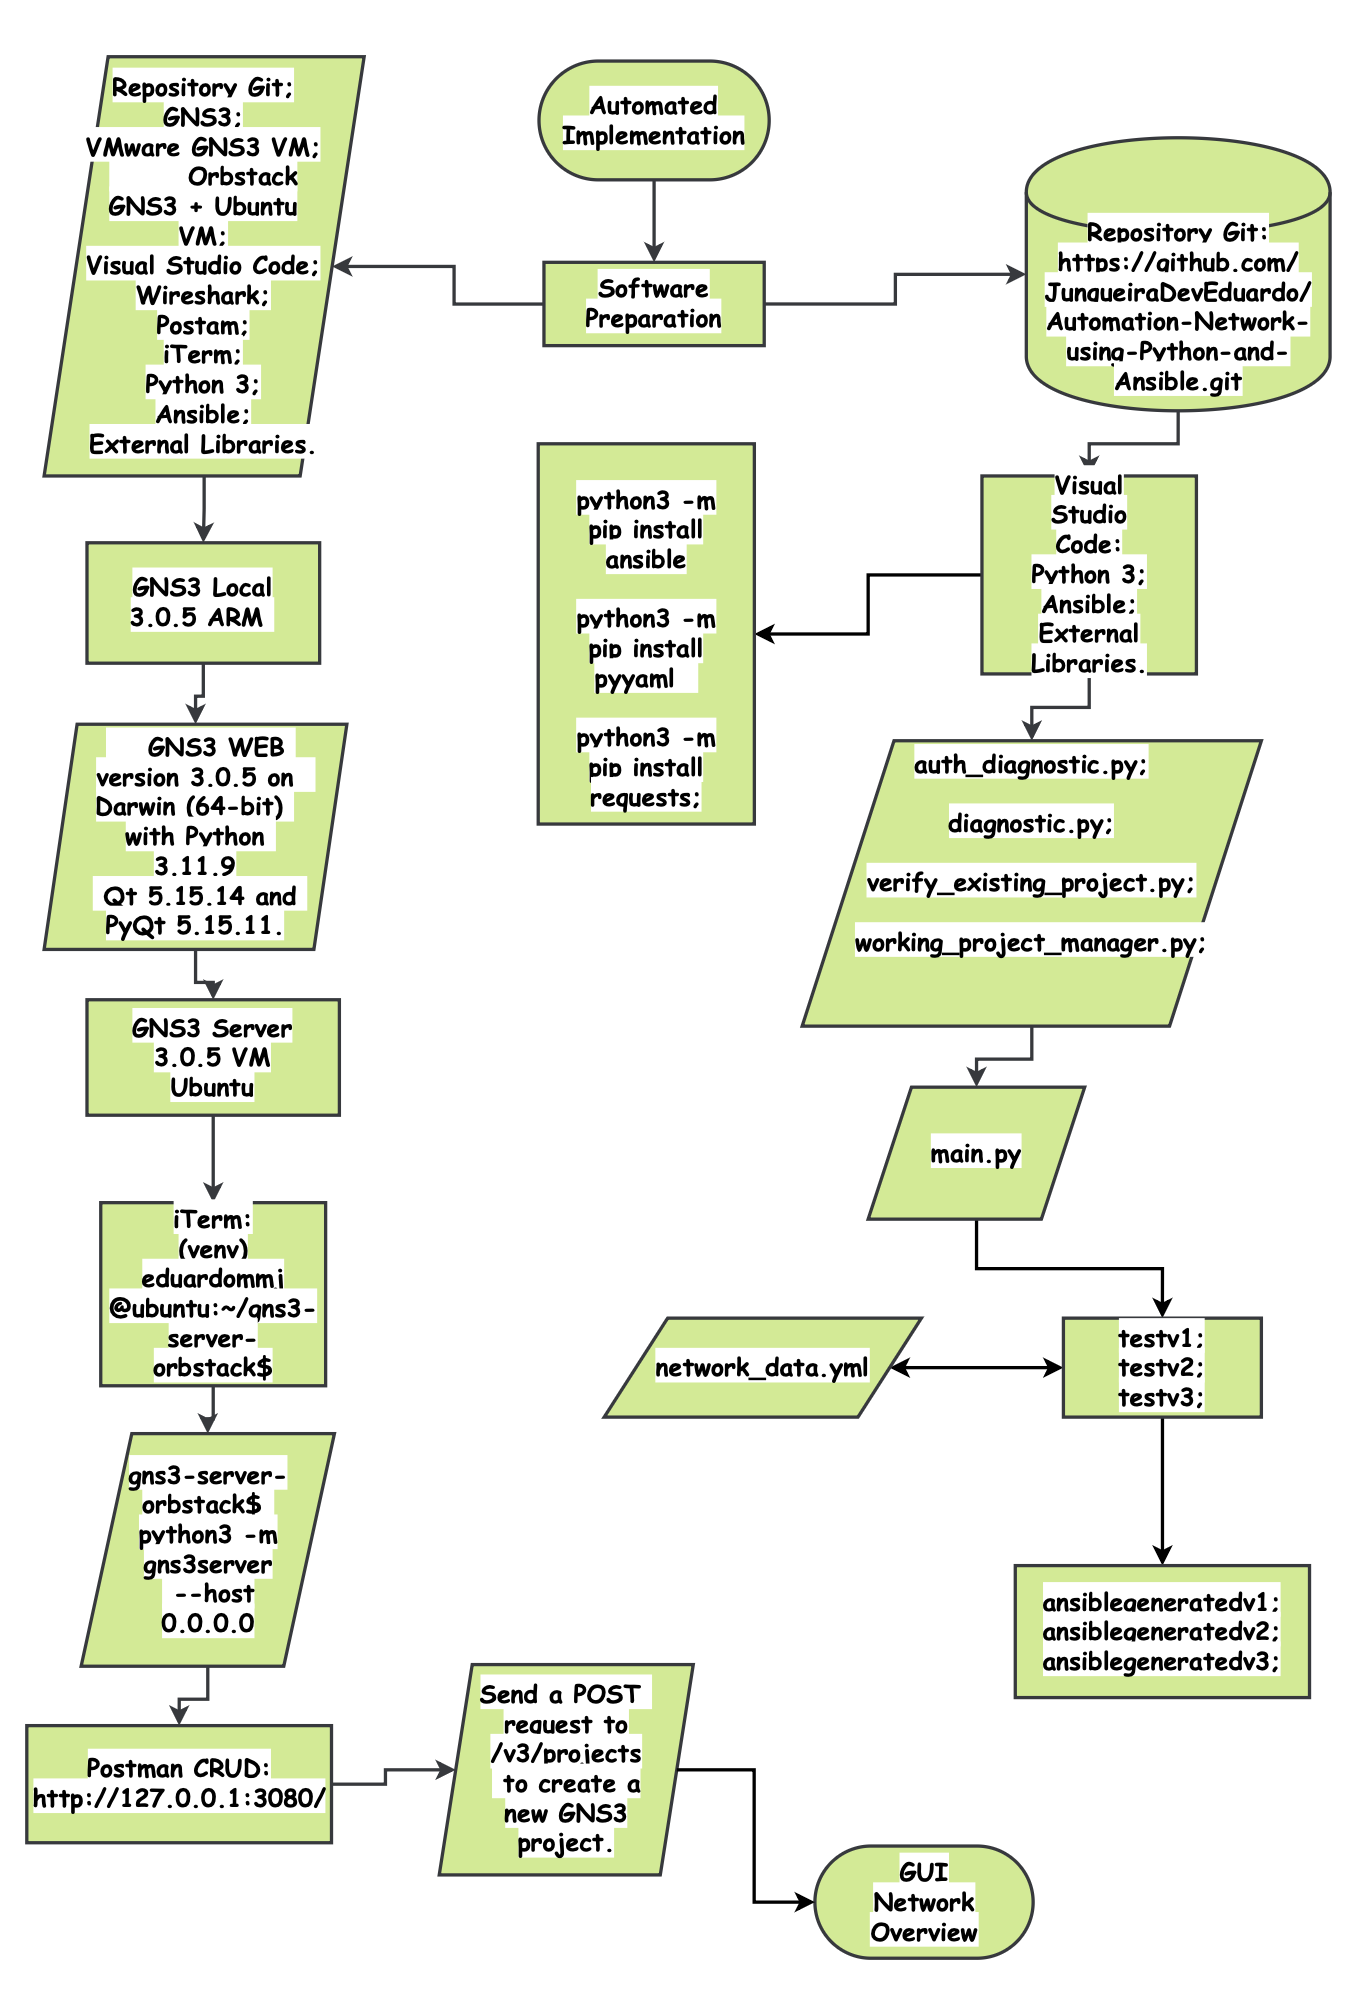 Automated
Implementation
Software
Preparation
Repository Git;
GNS3;
VMware GNS3 VM;
Orbstack
GNS3 + Ubuntu
VM;
Visual Studio Code;
Wireshark;
Postam;
iTerm;
Python 3;
Ansible;
External Libraries.
GNS3 Local
3.0.5 ARM
GNS3 WEB
version 3.0.5 on
Darwin (64-bit)
with Python
3.11.9
Qt 5.15.14 and
PyQt 5.15.11.
GNS3 Server
3.0.5 VM
Ubuntu
iTerm:
(venv)
eduardommj
@ubuntu:~/gns3-
server-
orbstack$
gns3-server-
orbstack$
python3 -m
gns3server
--host
0.0.0.0
Postman CRUD:
http://127.0.0.1:3080/
Send a POST
request to
/v3/projects
to create a
new GNS3
project.
GUI
Network
Overview
Repository Git:
https://github.com/
JunqueiraDevEduardo/
Automation-Network-
using-Python-and-
Ansible.git
Visual
Studio
Code:
Python 3;
Ansible;
External
Libraries.
python3 -m
pip install
ansible
python3 -m
pip install
pyyaml
python3 -m
pip install
requests;
auth_diagnostic.py;
diagnostic.py;
verify_existing_project.py;
working_project_manager.py;
main.py
testv1;
testv2;
testv3;
network_data.yml
ansiblegeneratedv1;
ansiblegeneratedv2;
ansiblegeneratedv3;